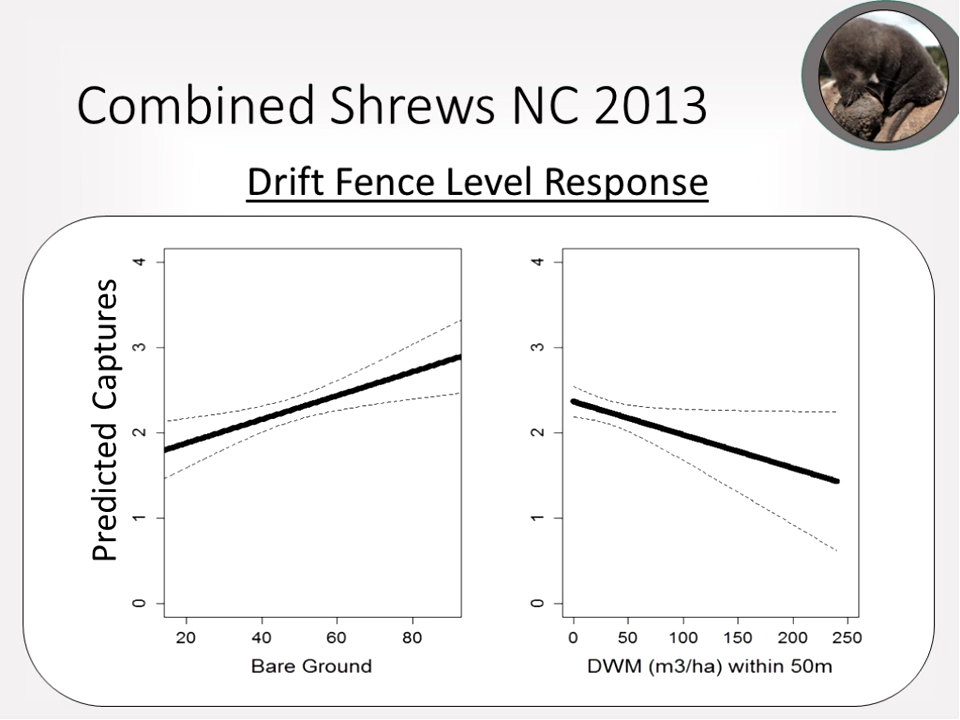 Combined Shrews NC 2013
Drift Fence Level Response
Predicted Captures
4
3
2
1
0
20 40 60 80
Bare Ground
4
3
2
1
0
0 50 100 150 200 250
DWM (m3/ha) within 50m